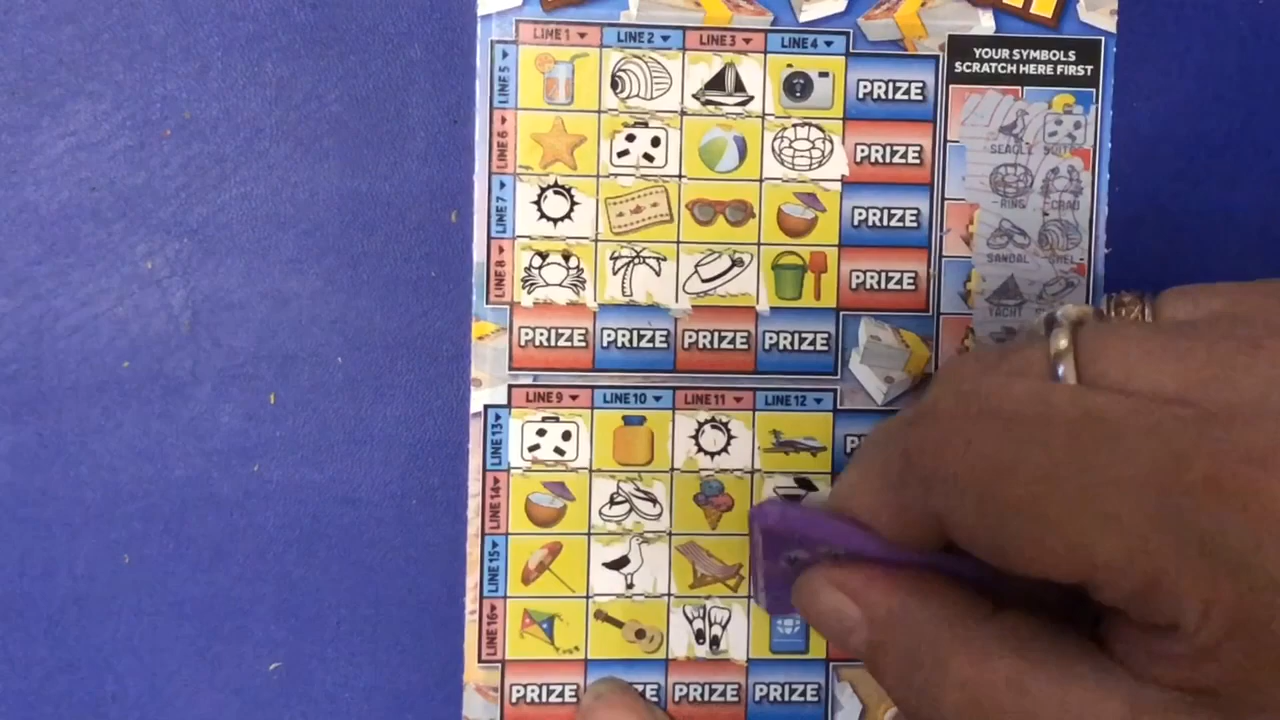 LINE 1 LINE 2 LINE 3 LINE 4
YOUR SYMBOLS
SCRATCH HERE FIRST
LINE 5
PRIZE
LINE 6
PRIZE
LINE 7
PRIZE
LINE 8
PRIZE
PRIZE PRIZE PRIZE PRIZE
SEAGL
RING CRAB
SANDAL SHEL
YACHT
LINE 9 LINE 10 LINE 11 LINE 12
LINE 13
LINE 14
LINE 15
LINE 16
PRIZE PRIZE PRIZE